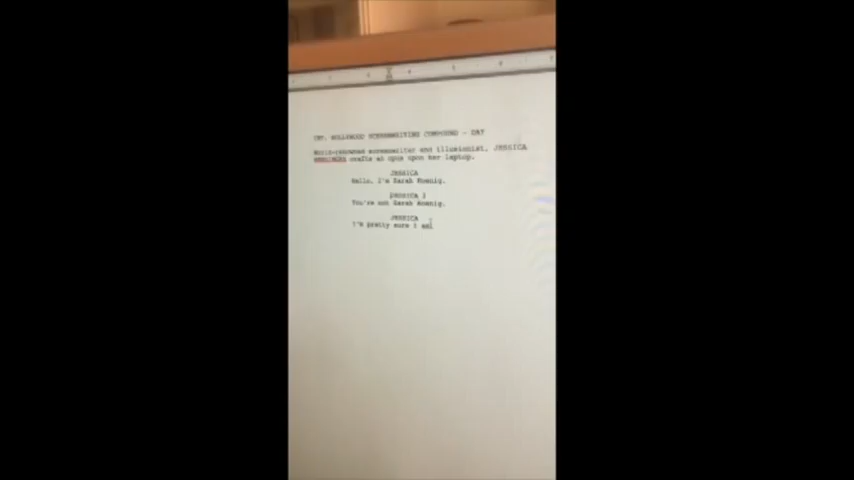 INT. HOLLYWOOD SCREENWRITING COMPOUND - DAY
World-renowned screenwriter and illusionist, JESSICA
crafts at opus upon her laptop.
JESSICA
Hello, I'm Sarah Koenig.
JESSICA 2
You're not Sarah Koenig.
JESSICA
I'm pretty sure I am